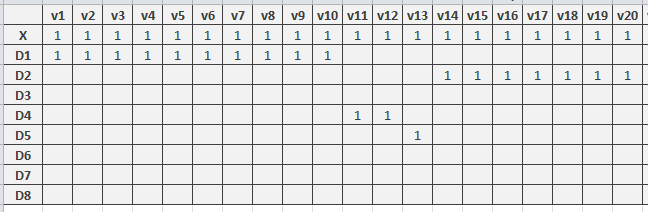 v1 v2 v3 v4 v5 v6 v7 v8 v9 v10 v11 v12 v13 v14 v15 v16 v17 v18 v19 v20
X 1 1 1 1 1 1 1 1 1 1 1 1 1 1 1 1 1 1 1 1
D1 1 1 1 1 1 1 1 1 1 1
D2 1 1 1 1 1 1 1
D3
D4 1 1
D5 1
D6
D7
D8